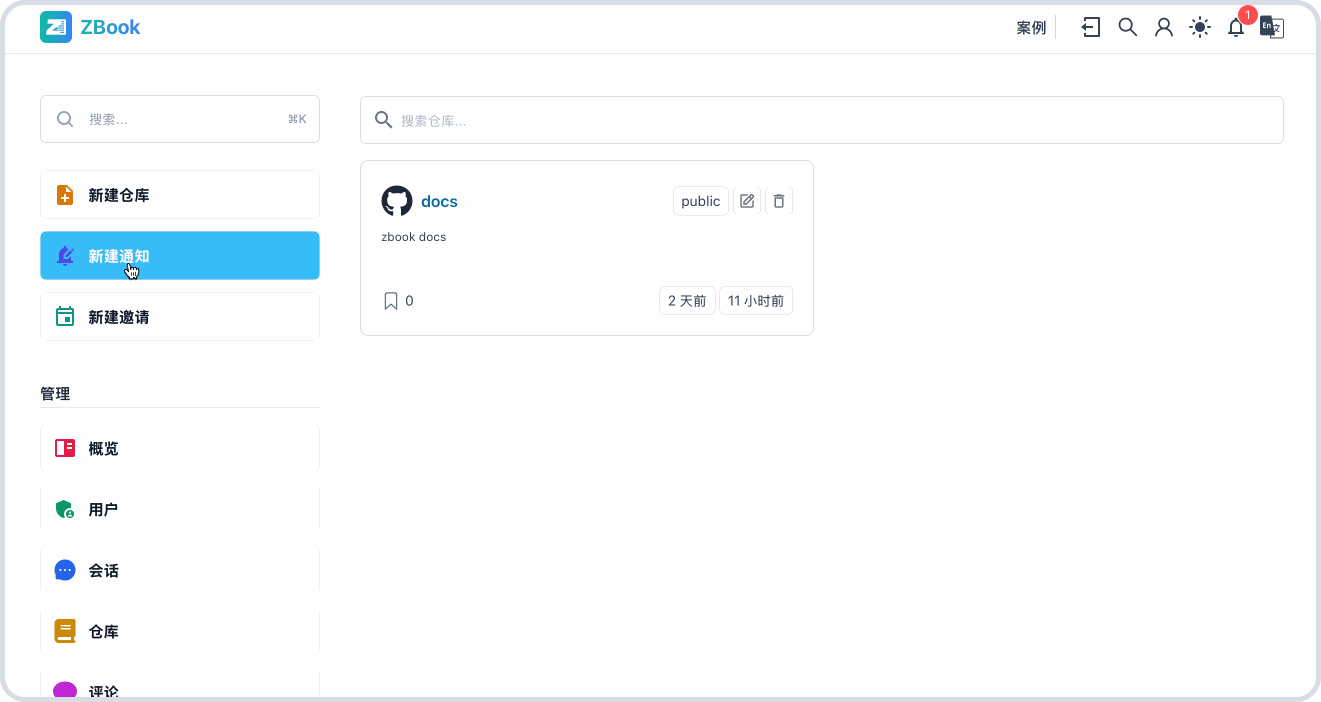 ZBook
案例
1
En
文
搜索...
⌘K
新建仓库
新建通知
新建邀请
管理
概览
用户
会话
仓库
评论
搜索仓库...
docs
public
zbook docs
0
2 天前
11 小时前